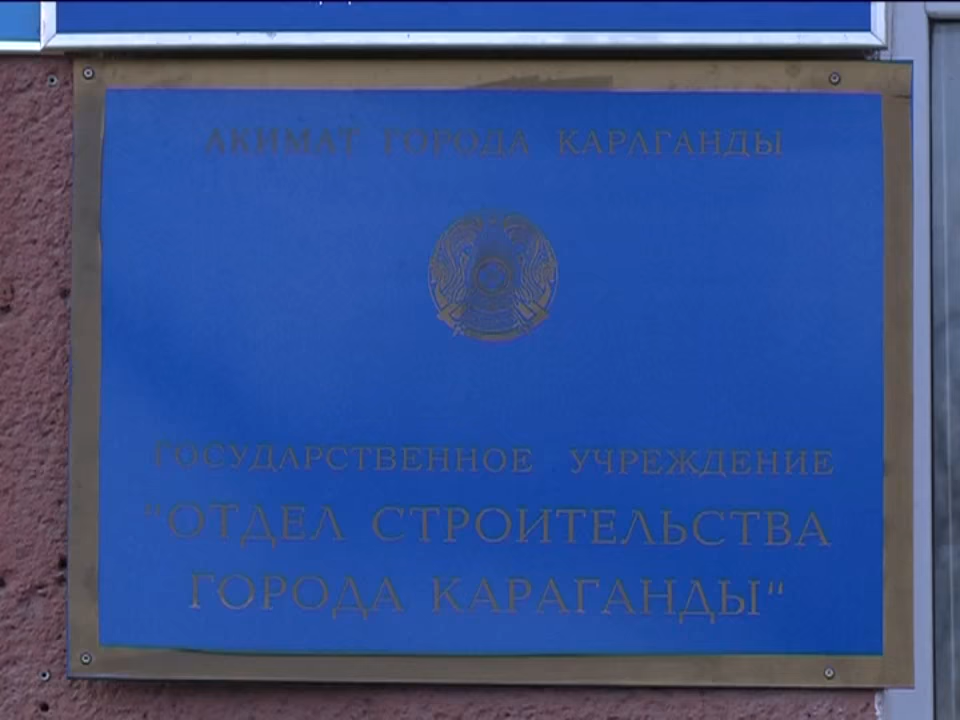 АКИМАТ ГОРОДА КАРАГАНДЫ
ГОСУДАРСТВЕННОЕ УЧРЕЖДЕНИЕ
"ОТДЕЛ СТРОИТЕЛЬСТВА
ГОРОДА КАРАГАНДЫ"